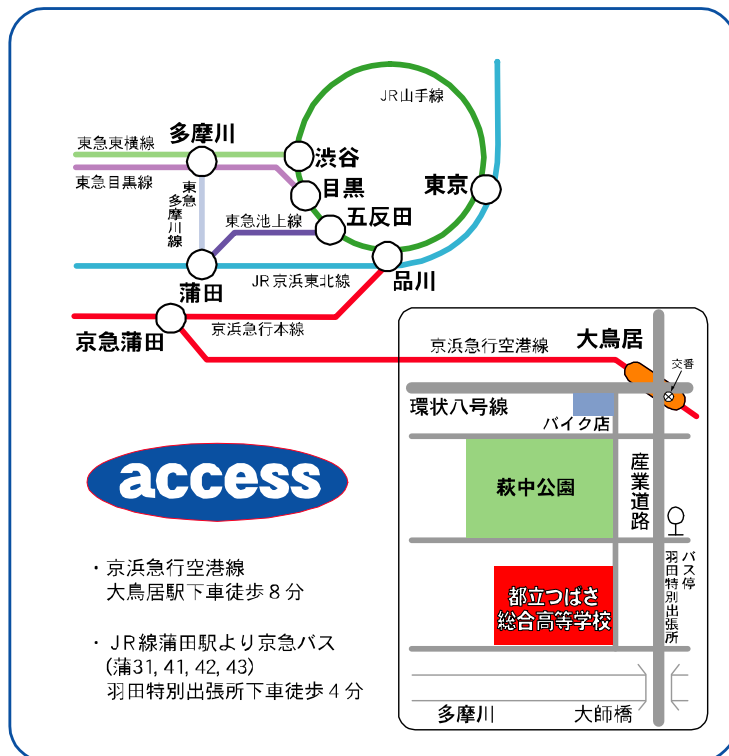 JR山手線
東急東横線
多摩川
渋谷
東急目黒線
目黒
東京
東急多摩川線
東急池上線
五反田
蒲田
JR京浜東北線
品川
京急蒲田
京浜急行本線
京浜急行空港線
大鳥居
交番
環状八号線
バイク店
萩中公園
産業道路
バス停
羽田特別出張所
都立つばさ
総合高等学校
多摩川
大師橋
access
・京浜急行空港線
大鳥居駅下車徒歩8分
・JR線蒲田駅より京急バス
(蒲31, 41, 42, 43)
羽田特別出張所下車徒歩4分